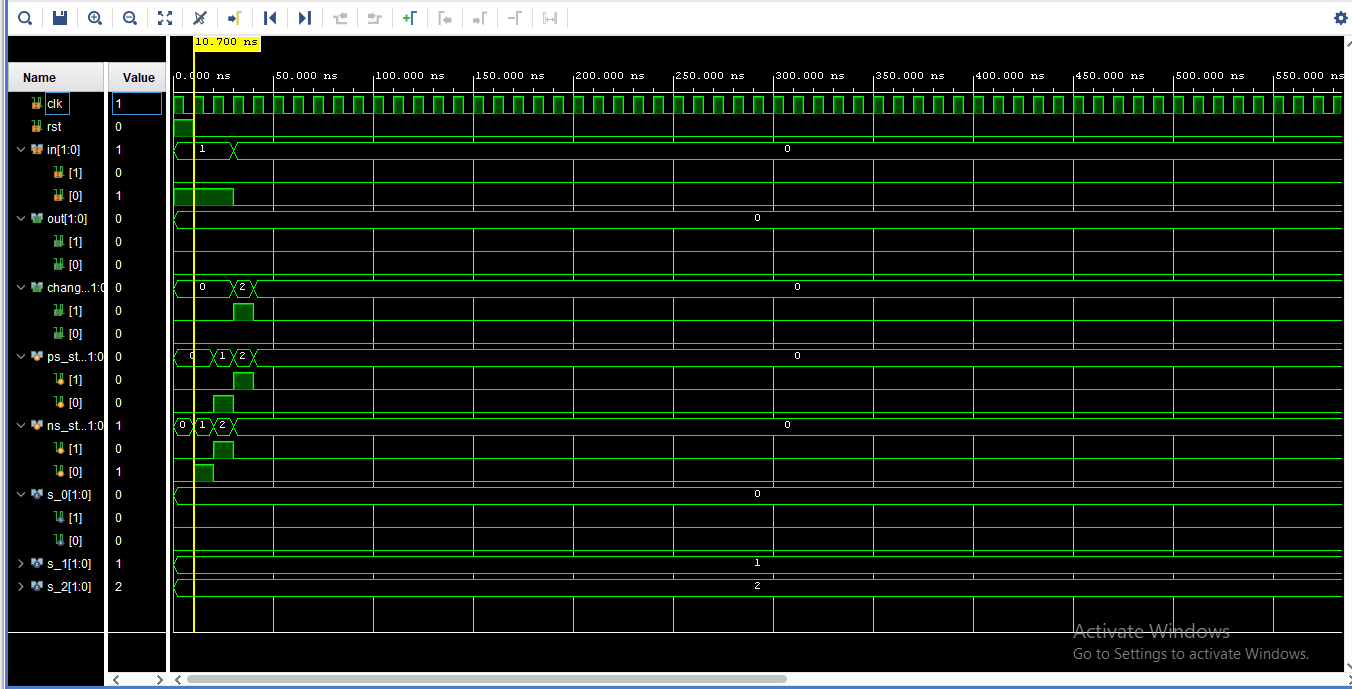 10.700 ns
Name Value
0.000 ns 50.000 ns 100.000 ns 150.000 ns 200.000 ns 250.000 ns 300.000 ns 350.000 ns 400.000 ns 450.000 ns 500.000 ns 550.000 ns
clk 1
rst 0
in[1:0] 1 1 0
[1] 0
[0] 1
out[1:0] 0 0
[1] 0
[0] 0
chang...1:0 0 0 2 0
[1] 0
[0] 0
ps_st..1:0 0 0 1 2 0
[1] 0
[0] 0
ns_st..1:0 1 0 1 2 0
[1] 0
[0] 1
s_0[1:0] 0 0
[1] 0
[0] 0
s_1[1:0] 1 1
s_2[1:0] 2 2
Activate Windows
Go to Settings to activate Windows.